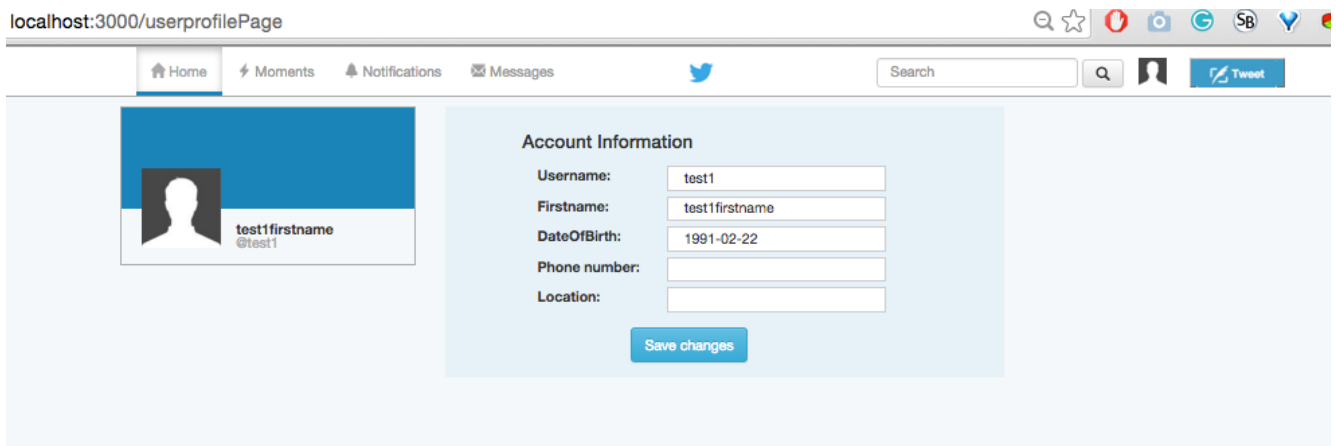 localhost:3000/userprofilePage
SB
Home Moments Notifications Messages Search Tweet
test1firstname
@test1
Account Information
Username: test1
Firstname: test1firstname
DateOfBirth: 1991-02-22
Phone number:
Location:
Save changes